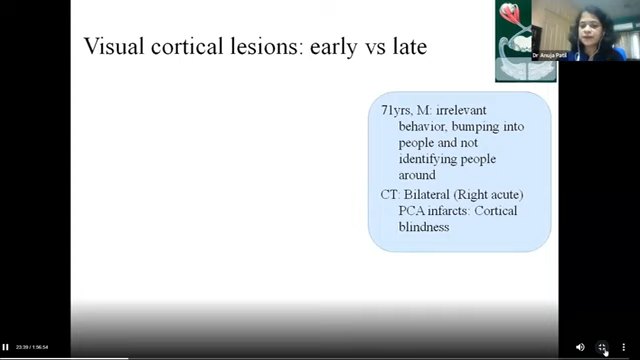 Visual cortical lesions: early vs late
Dr Anuja Patil
71yrs, M: irrelevant
behavior, bumping into
people and not
identifying people
around
CT: Bilateral (Right acute)
PCA infarcts: Cortical
blindness
23:39 / 1:56:54